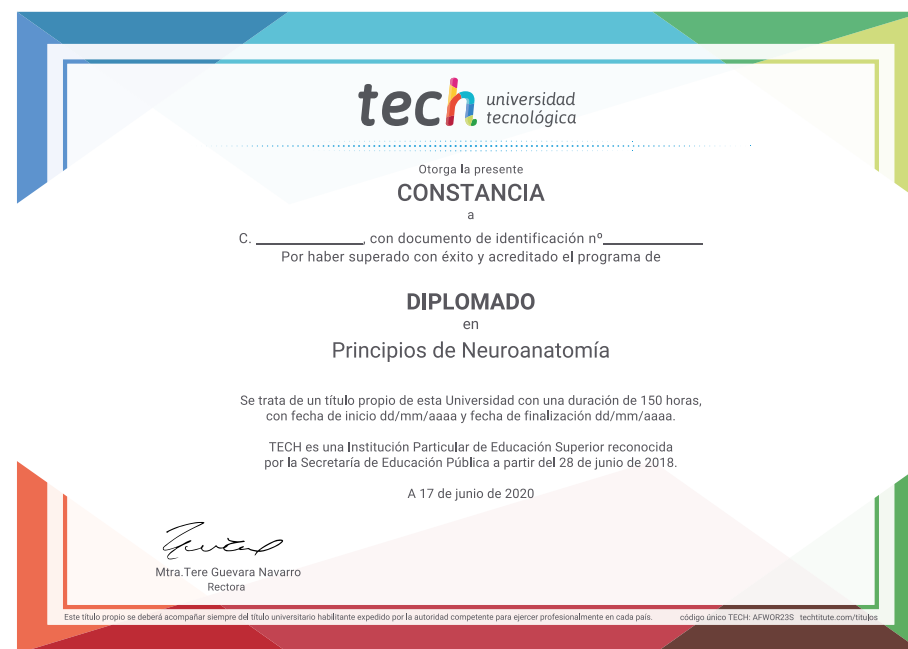 tech universidad
tecnológica
Otorga la presente
CONSTANCIA
a
C. ____________, con documento de identificación nº____________
Por haber superado con éxito y acreditado el programa de
DIPLOMADO
en
Principios de Neuroanatomía
Se trata de un título propio de esta Universidad con una duración de 150 horas,
con fecha de inicio dd/mm/aaaa y fecha de finalización dd/mm/aaaa.
TECH es una Institución Particular de Educación Superior reconocida
por la Secretaría de Educación Pública a partir del 28 de junio de 2018.
A 17 de junio de 2020
Mtra.Tere Guevara Navarro
Rectora
Este título propio se deberá acompañar siempre del título universitario habilitante expedido por la autoridad competente para ejercer profesionalmente en cada país. código único TECH: AFWOR23S techtitute.com/titulos